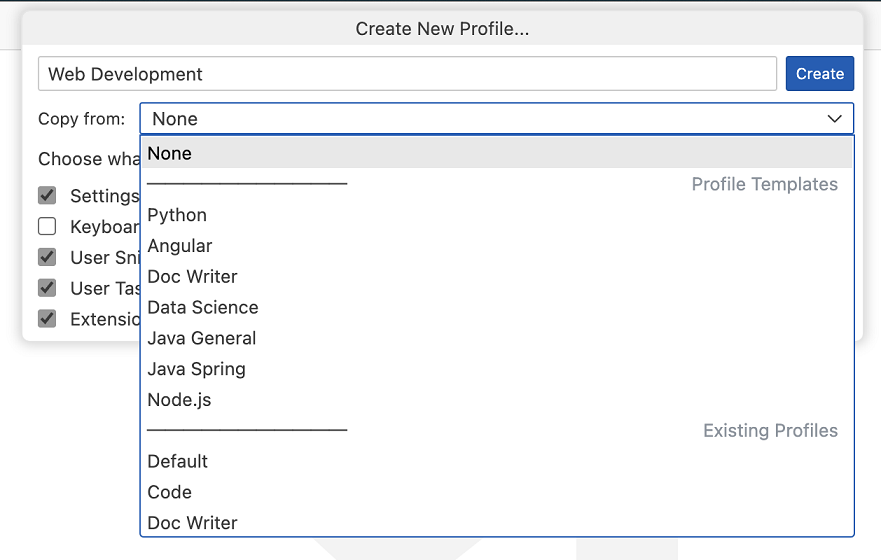 Create New Profile...
Web Development
Create
Copy from:
None
Choose wha
None
Profile Templates
Settings
Python
Keyboar
Angular
User Sni
Doc Writer
User Tas
Data Science
Extensio
Java General
Java Spring
Node.js
Existing Profiles
Default
Code
Doc Writer